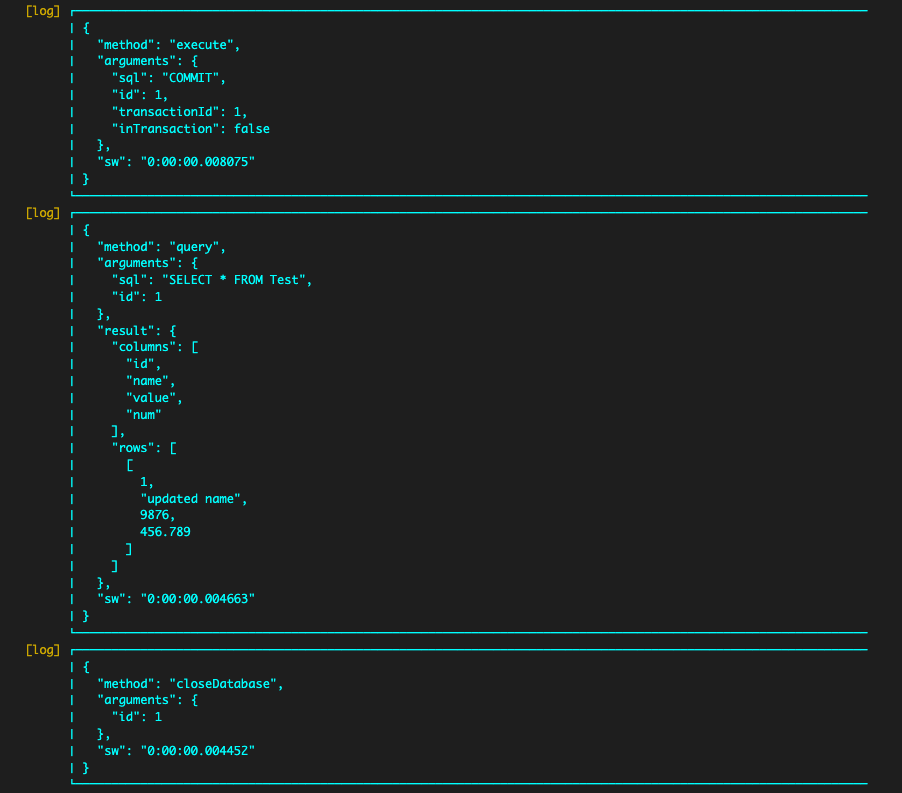 [log]
{
  "method": "execute",
  "arguments": {
    "sql": "COMMIT",
    "id": 1,
    "transactionId": 1,
    "inTransaction": false
  },
  "sw": "0:00:00.008075"
}
[log]
{
  "method": "query",
  "arguments": {
    "sql": "SELECT * FROM Test",
    "id": 1
  },
  "result": {
    "columns": [
      "id",
      "name",
      "value",
      "num"
    ],
    "rows": [
      [
        1,
        "updated name",
        9876,
        456.789
      ]
    ]
  },
  "sw": "0:00:00.004663"
}
[log]
{
  "method": "closeDatabase",
  "arguments": {
    "id": 1
  },
  "sw": "0:00:00.004452"
}